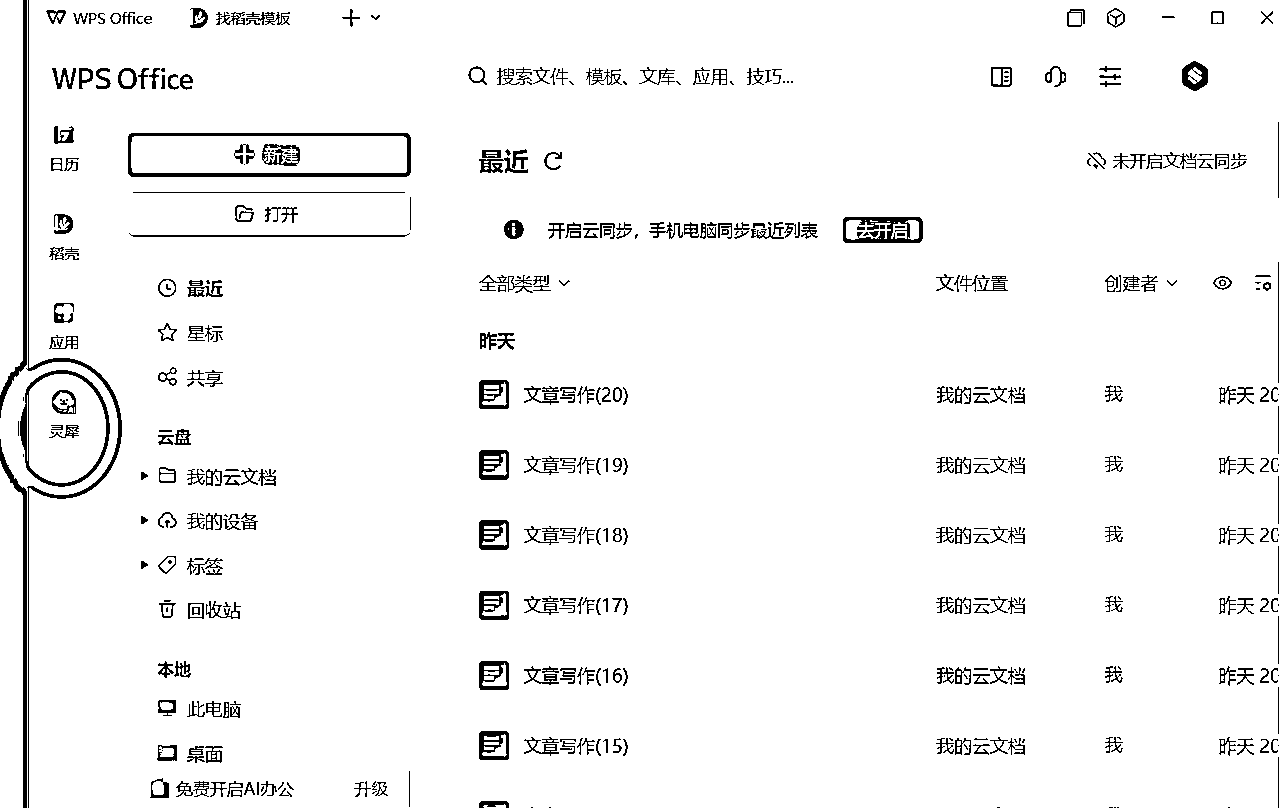 WPS Office 找稻壳模板
WPS Office
搜索文件、模板、文库、应用、技巧...
日历
稻壳
应用
灵犀
新建
打开
最近
星标
共享
云盘
我的云文档
我的设备
标签
回收站
本地
此电脑
桌面
免费开启AI办公 升级
最近 未开启文档云同步
开启云同步，手机电脑同步最近列表 去开启
全部类型 文件位置 创建者
昨天
文章写作(20) 我的云文档 我 昨天 20
文章写作(19) 我的云文档 我 昨天 20
文章写作(18) 我的云文档 我 昨天 20
文章写作(17) 我的云文档 我 昨天 20
文章写作(16) 我的云文档 我 昨天 20
文章写作(15) 我的云文档 我 昨天 20